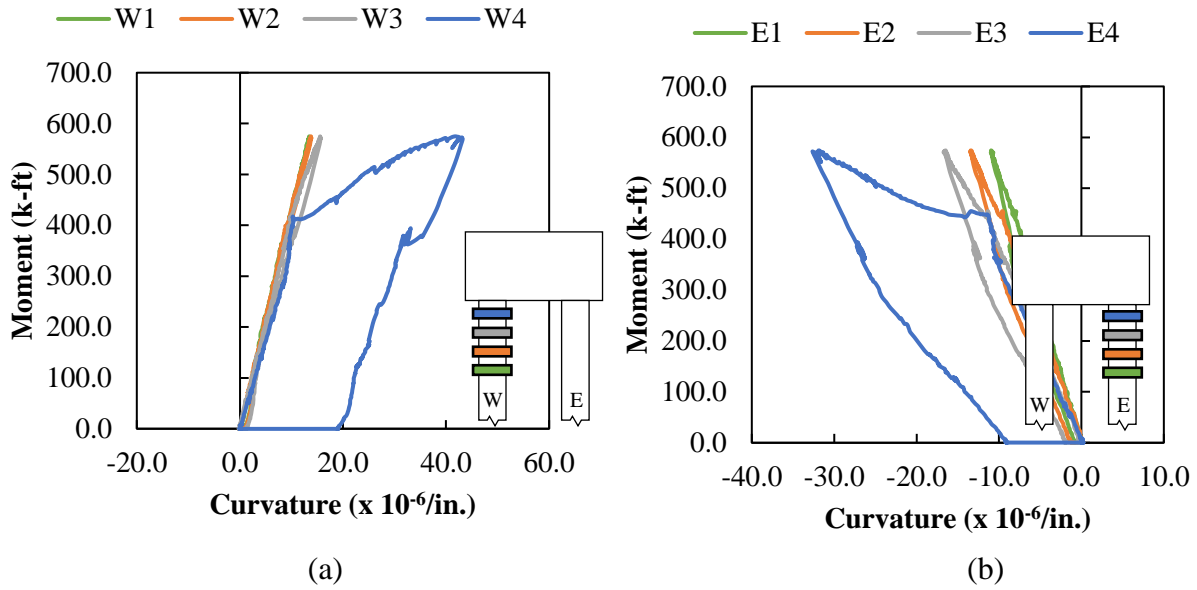 W1 W2 W3 W4
700.0
600.0
500.0
400.0
300.0
200.0
100.0
0.0
Moment (k-ft)
-20.0 0.0 20.0 40.0 60.0
Curvature (x 10⁻⁶/in.)
W E
(a)
E1 E2 E3 E4
700.0
600.0
500.0
400.0
300.0
200.0
100.0
0.0
Moment (k-ft)
-40.0 -30.0 -20.0 -10.0 0.0 10.0
Curvature (x 10⁻⁶/in.)
W E
(b)